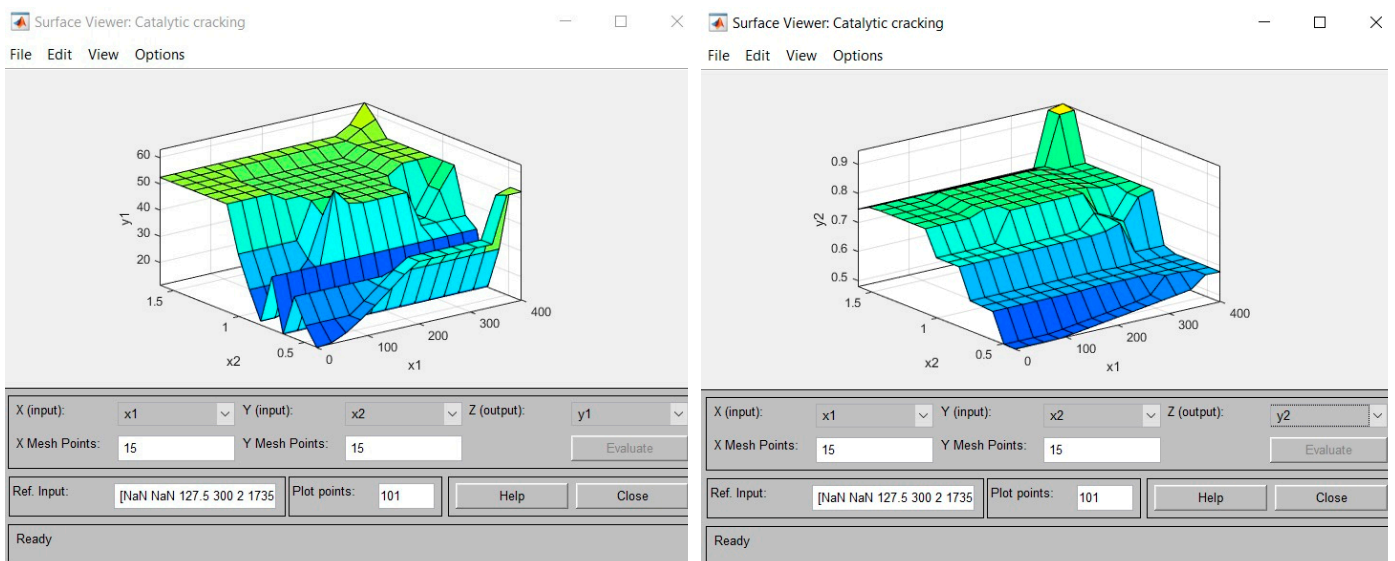 Surface Viewer: Catalytic cracking
File Edit View Options
60
50
40
30
20
y1
1.5
1
0.5
x2
0
100
200
300
400
x1
X (input): x1 Y (input): x2 Z (output): y1
X Mesh Points: 15 Y Mesh Points: 15 Evaluate
Ref. Input: [NaN NaN 127.5 300 2 1735 Plot points: 101 Help Close
Ready
Surface Viewer: Catalytic cracking
File Edit View Options
0.9
0.8
0.7
0.6
0.5
y2
1.5
1
0.5
x2
0
100
200
300
400
x1
X (input): x1 Y (input): x2 Z (output): y2
X Mesh Points: 15 Y Mesh Points: 15 Evaluate
Ref. Input: [NaN NaN 127.5 300 2 1735 Plot points: 101 Help Close
Ready